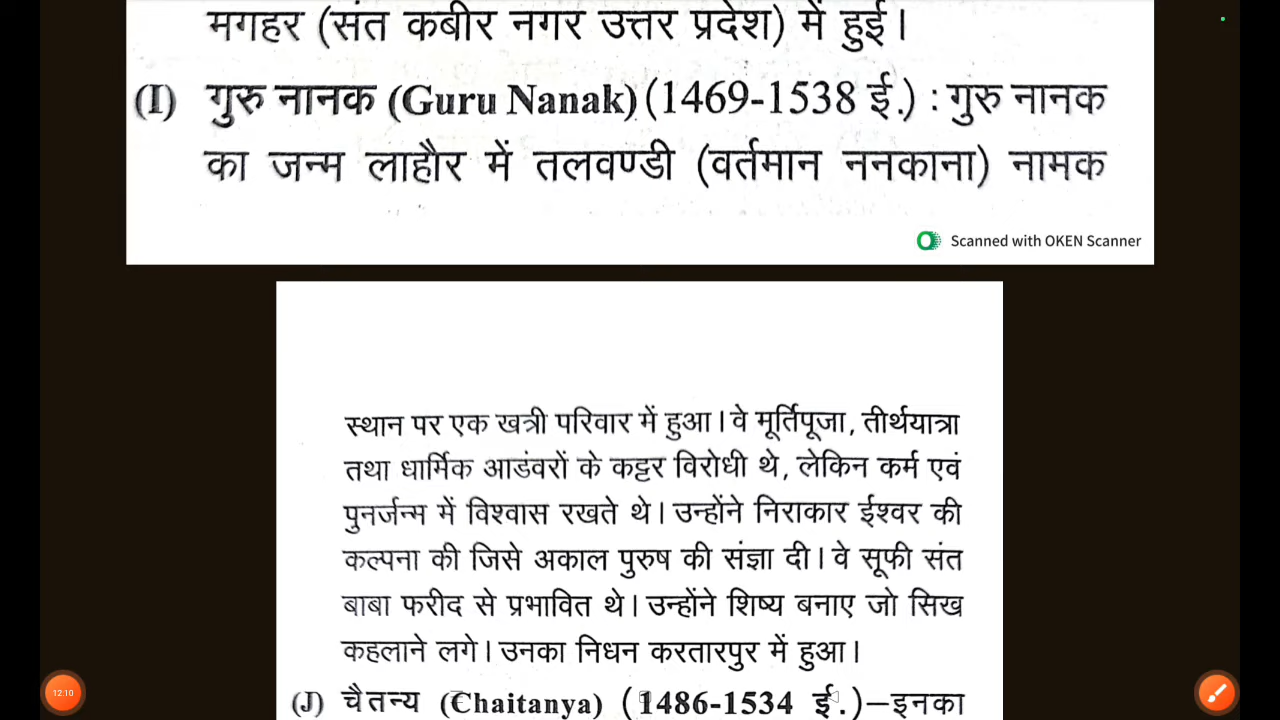 मगहर (संत कबीर नगर उत्तर प्रदेश) में हुई।
(I) गुरु नानक (Guru Nanak) (1469-1538 ई.) : गुरु नानक
का जन्म लाहौर में तलवण्डी (वर्तमान ननकाना) नामक
Scanned with OKEN Scanner
स्थान पर एक खत्री परिवार में हुआ। वे मूर्तिपूजा, तीर्थयात्रा
तथा धार्मिक आडंवरों के कट्टर विरोधी थे, लेकिन कर्म एवं
पुनर्जन्म में विश्वास रखते थे। उन्होंने निराकार ईश्वर की
कल्पना की जिसे अकाल पुरुष की संज्ञा दी। वे सूफी संत
बाबा फरीद से प्रभावित थे। उन्होंने शिष्य बनाए जो सिख
कहलाने लगे। उनका निधन करतारपुर में हुआ।
12:10
(J) चैतन्य (Chaitanya) (1486-1534 ई.)–इनका